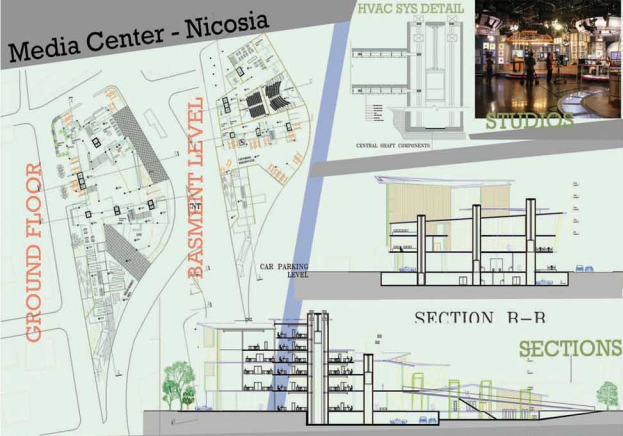 Media Center - Nicosia
HVAC SYS DETAIL
STUDIOS
CENTRAL SHAFT COMPONENTS
GROUND FLOOR
BASMENT LEVEL
CAR PARKING
LEVEL
SECTION B-B
SECTIONS